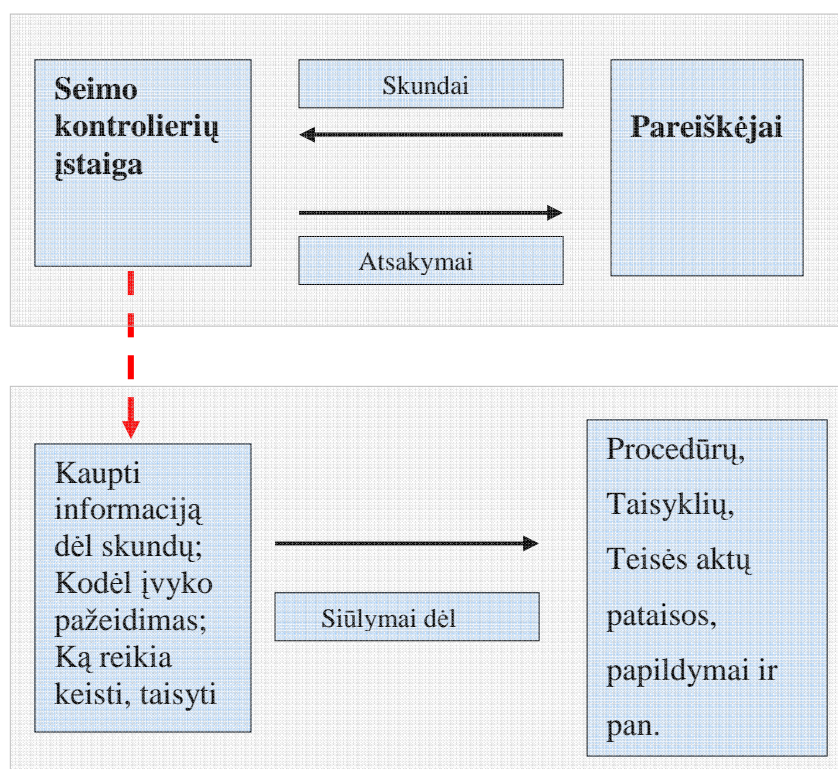 Seimo
kontrolierių
įstaiga
Skundai
Pareiškėjai
Atsakymai
Kaupti
informaciją
dėl skundų;
Kodėl įvyko
pažeidimas;
Ką reikia
keisti, taisyti
Siūlymai dėl
Procedūrų,
Taisyklių,
Teisės aktų
pataisos,
papildymai ir
pan.